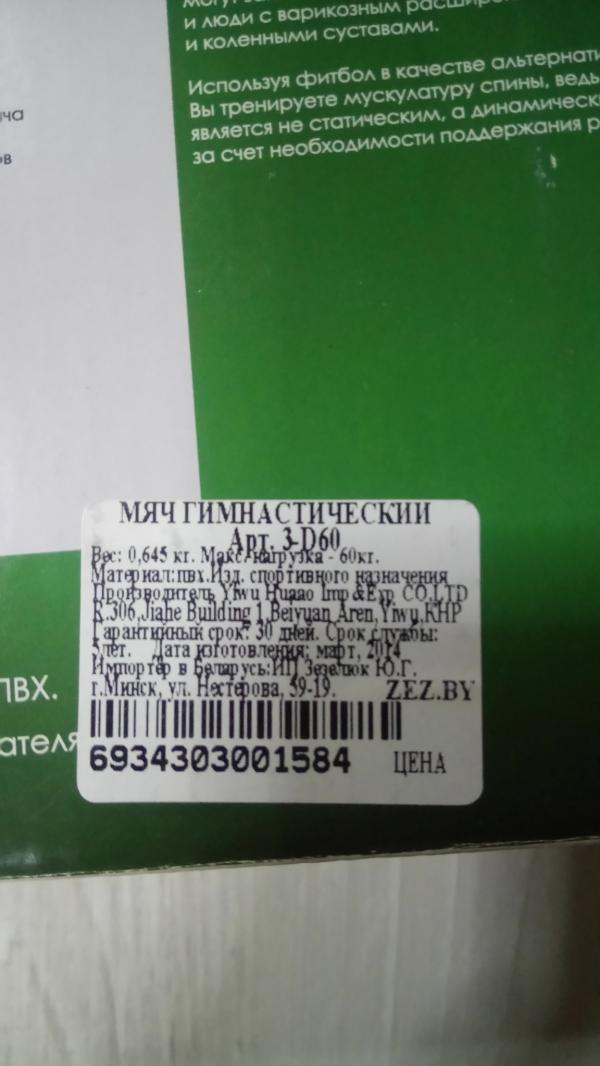 и люди с варикозным
и коленными суставами.
Используя фитбол в качестве
Вы тренируете мускулатуру спины, ведь
является не статическим, а
за счет необходимости поддержания
МЯЧ ГИМНАСТИЧЕСКИЙ
Арт. 3-D60
Вес: 0,645 кг. Макс. нагрузка - 60кг.
Материал:пвх.Изд. спортивного назначения
Производитель Yiwu Huaao Imp &Exp CO.LTD
R.306,Jiahe Building 1,Beiyuan Aren,Yiwu,КНР
Гарантийный срок: 30 дней. Срок службы:
5лет. Дата изготовления: март, 2014
Импортёр в Беларусь:ИП Зезелюк Ю.Г.
г.Минск, ул. Нестерова, 59-19. ZEZ.BY
6934303001584 ЦЕНА
ПВХ.